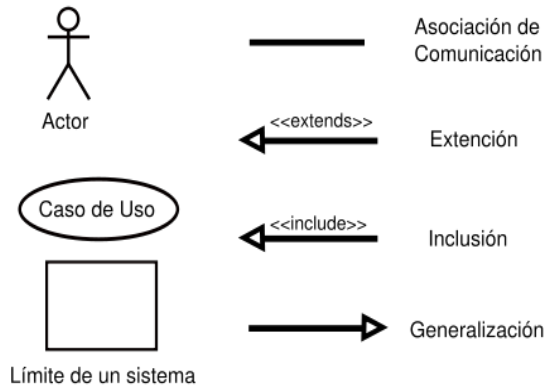 Actor
Asociación de
Comunicación
<<extends>>
Extención
Caso de Uso
<<include>>
Inclusión
Límite de un sistema
Generalización